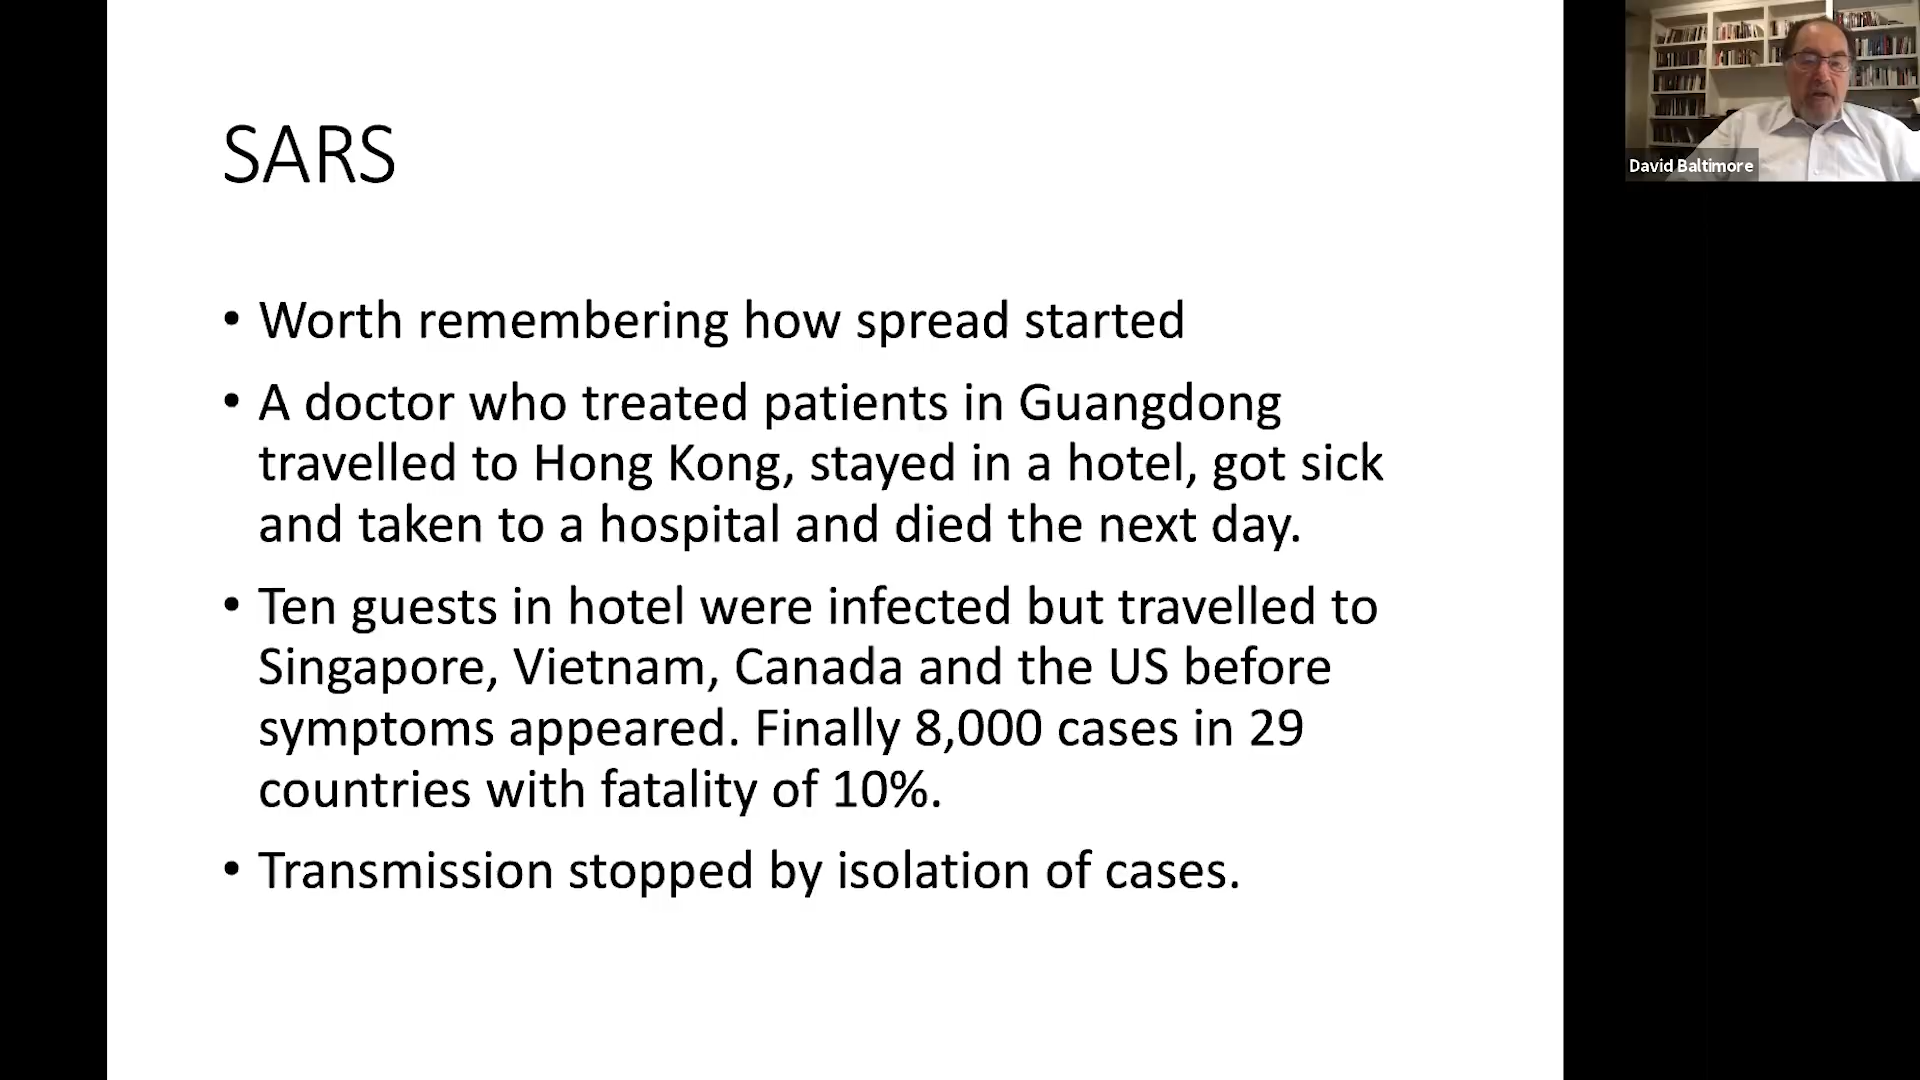 SARS
• Worth remembering how spread started
• A doctor who treated patients in Guangdong
travelled to Hong Kong, stayed in a hotel, got sick
and taken to a hospital and died the next day.
• Ten guests in hotel were infected but travelled to
Singapore, Vietnam, Canada and the US before
symptoms appeared. Finally 8,000 cases in 29
countries with fatality of 10%.
• Transmission stopped by isolation of cases.
David Baltimore